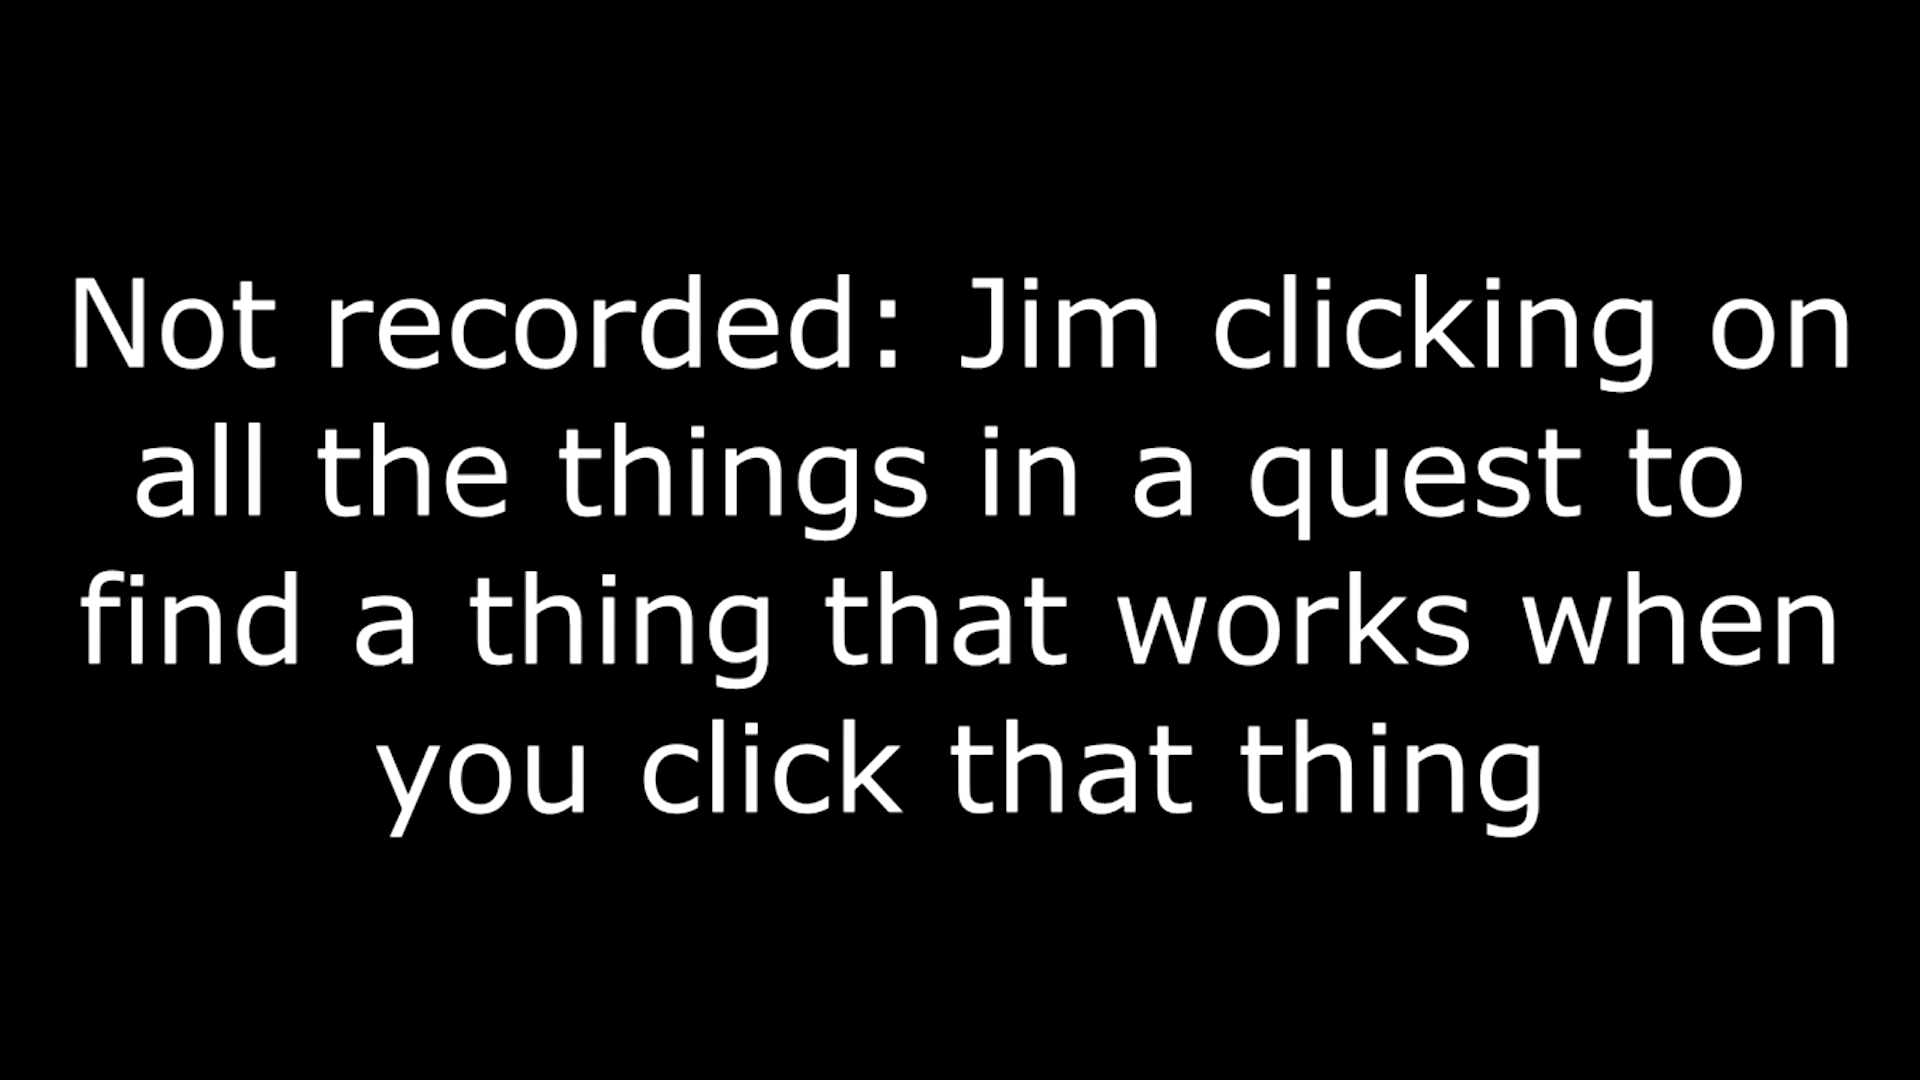 Not recorded: Jim clicking on
all the things in a quest to
find a thing that works when
you click that thing